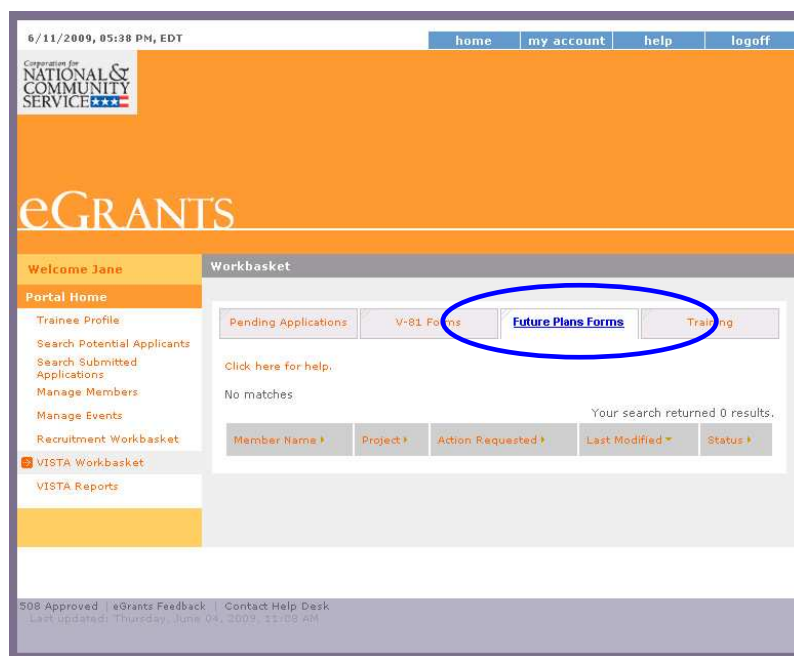 6/11/2009, 05:38 PM, EDT
home my account help logoff
Corporation for
NATIONAL &
COMMUNITY
SERVICE
eGRANTS
Welcome Jane
Workbasket
Portal Home
Trainee Profile
Search Potential Applicants
Search Submitted
Applications
Manage Members
Manage Events
Recruitment Workbasket
VISTA Workbasket
VISTA Reports
Pending Applications V-81 Forms Future Plans Forms Training
Click here for help.
No matches
Your search returned 0 results.
Member Name Project Action Requested Last Modified Status
508 Approved | eGrants Feedback | Contact Help Desk
Last updated: Thursday, June 04, 2009, 11:08 AM